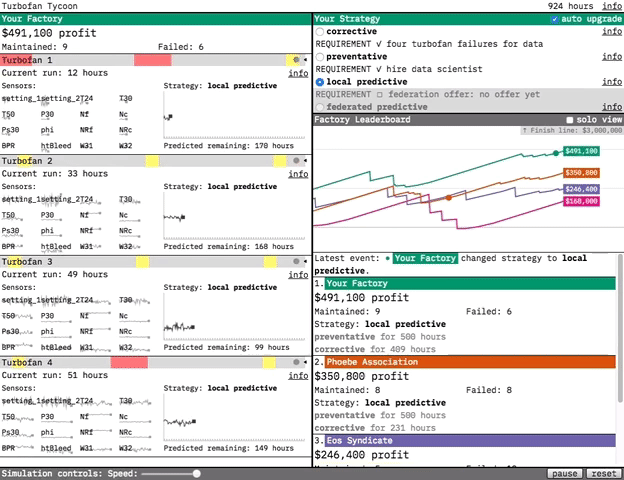 Turbofan Tycoon
924 hours
info
Your Factory
$491,100 profit
Maintained: 9
Failed: 6
Turbofan 1
Current run: 12 hours
info
Sensors:
Strategy: local predictive
setting_1setting_2T24
T30
T50
P30
Nf
Nc
Ps30
phi
NRf
NRc
BPR
htBleed
W31
W32
Predicted remaining: 170 hours
Turbofan 2
Current run: 33 hours
info
Sensors:
Strategy: local predictive
setting_1setting_2T24
T30
T50
P30
Nf
Nc
Ps30
phi
NRf
NRc
BPR
htBleed
W31
W32
Predicted remaining: 168 hours
Turbofan 3
Current run: 49 hours
info
Sensors:
Strategy: local predictive
setting_1setting_2T24
T30
T50
P30
Nf
Nc
Ps30
phi
NRf
NRc
BPR
htBleed
W31
W32
Predicted remaining: 99 hours
Turbofan 4
Current run: 51 hours
info
Sensors:
Strategy: local predictive
setting_1setting_2T24
T30
T50
P30
Nf
Nc
Ps30
phi
NRf
NRc
BPR
htBleed
W31
W32
Predicted remaining: 149 hours
Your Strategy
auto upgrade
corrective
info
REQUIREMENT √ four turbofan failures for data
preventative
info
REQUIREMENT √ hire data scientist
local predictive
info
REQUIREMENT □ federation offer: no offer yet
federated predictive
info
Factory Leaderboard
solo view
↑ Finish line: $3,000,000
$491,100
$350,800
$246,400
$168,000
Latest event: • Your Factory changed strategy to local
predictive.
1. Your Factory
$491,100 profit
Maintained: 9
Failed: 6
Strategy: local predictive
preventative for 500 hours
corrective for 409 hours
2. Phoebe Association
$350,800 profit
Maintained: 8
Failed: 8
Strategy: local predictive
preventative for 500 hours
corrective for 231 hours
3. Eos Syndicate
$246,400 profit
Simulation controls: Speed:
pause
reset